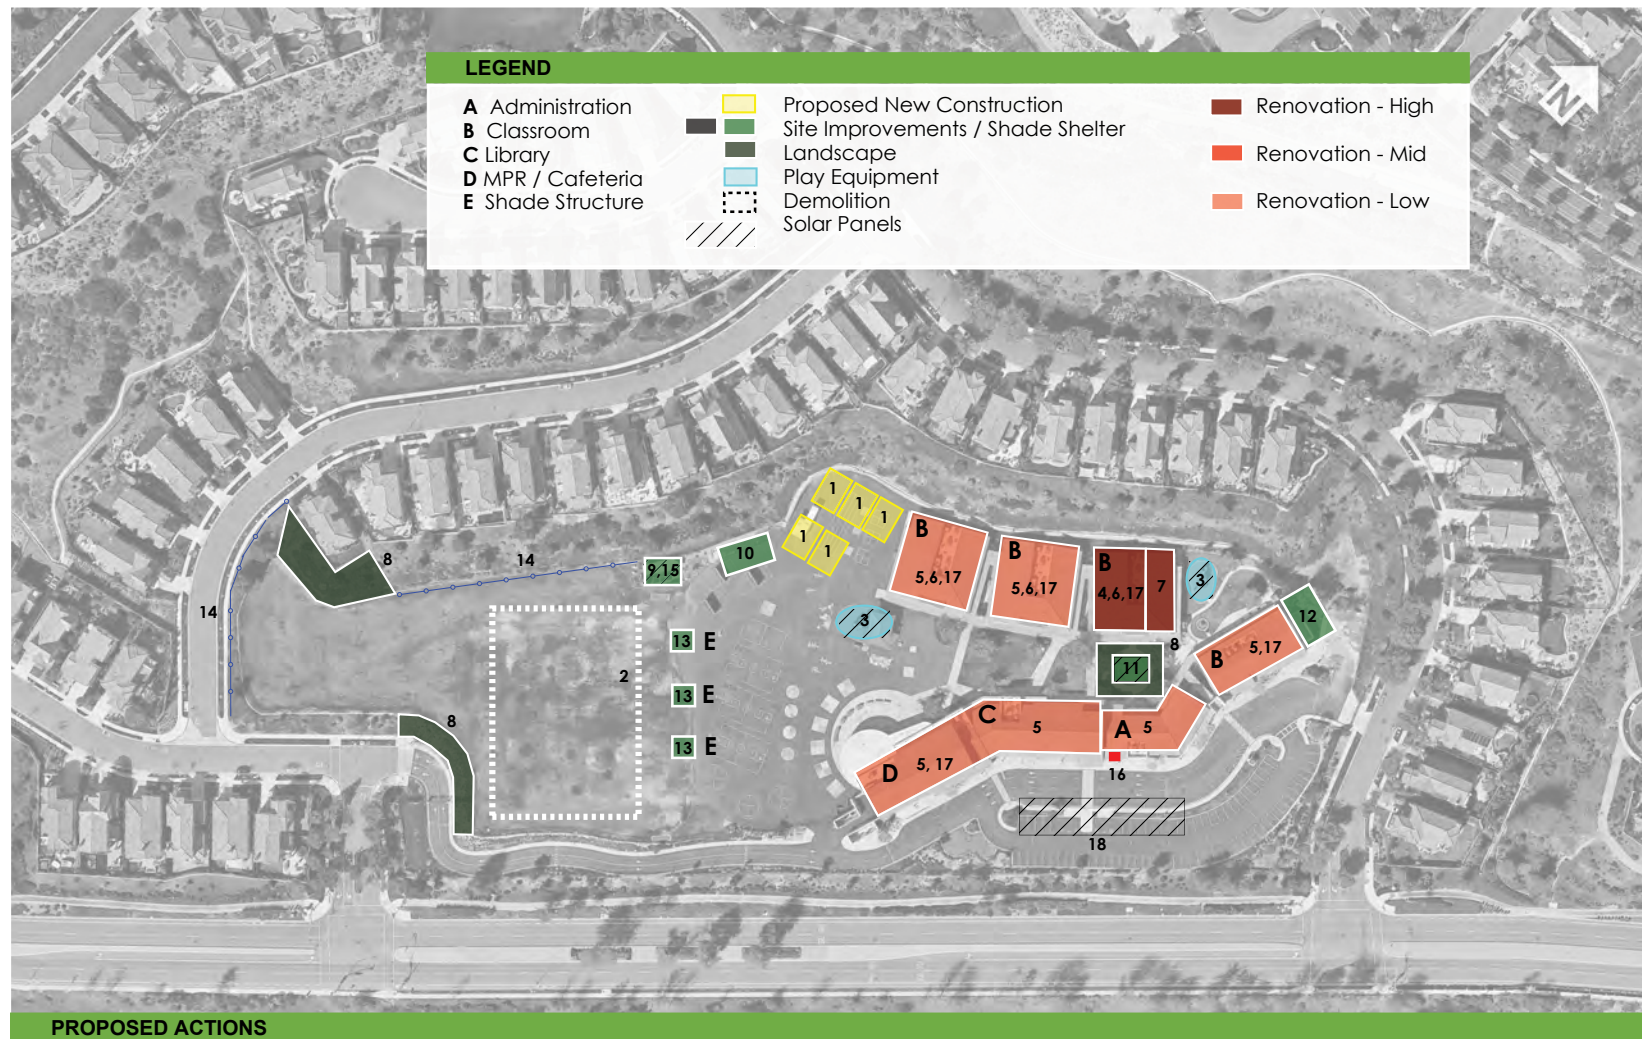 LEGEND
A Administration
B Classroom
C Library
D MPR / Cafeteria
E Shade Structure
Proposed New Construction
Site Improvements / Shade Shelter
Landscape
Play Equipment
Demolition
Solar Panels
Renovation - High
Renovation - Mid
Renovation - Low
N
1
1
1
1
1
B
5,6,17
B
5,6,17
B
4,6,17
7
3
10
9,15
8
14
14
3
12
B
5,17
8
11
13 E
2
13 E
13 E
8
C
5
A
5
D
5, 17
16
18
PROPOSED ACTIONS